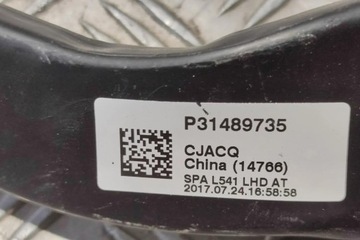 P31489735
CJACQ
China (14766)
SPA L541 LHD AT
2017.07.24.16:58:58